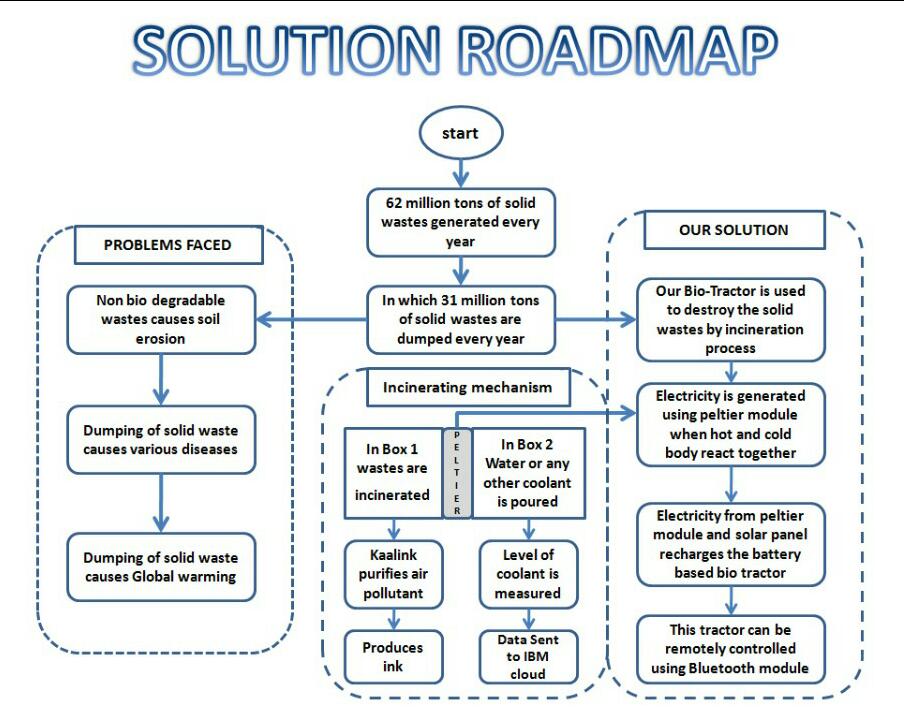 SOLUTION ROADMAP
start
62 million tons of solid
wastes generated every
year
In which 31 million tons
of solid wastes are
dumped every year
PROBLEMS FACED
Non bio degradable
wastes causes soil
erosion
Dumping of solid waste
causes various diseases
Dumping of solid waste
causes Global warming
Incinerating mechanism
In Box 1
wastes are
incinerated
PELTIER
In Box 2
Water or any
other coolant
is poured
Kaalink
purifies air
pollutant
Produces
ink
Level of
coolant is
measured
Data Sent
to IBM
cloud
OUR SOLUTION
Our Bio-Tractor is used
to destroy the solid
wastes by incineration
process
Electricity is generated
using peltier module
when hot and cold
body react together
Electricity from peltier
module and solar panel
recharges the battery
based bio tractor
This tractor can be
remotely controlled
using Bluetooth module